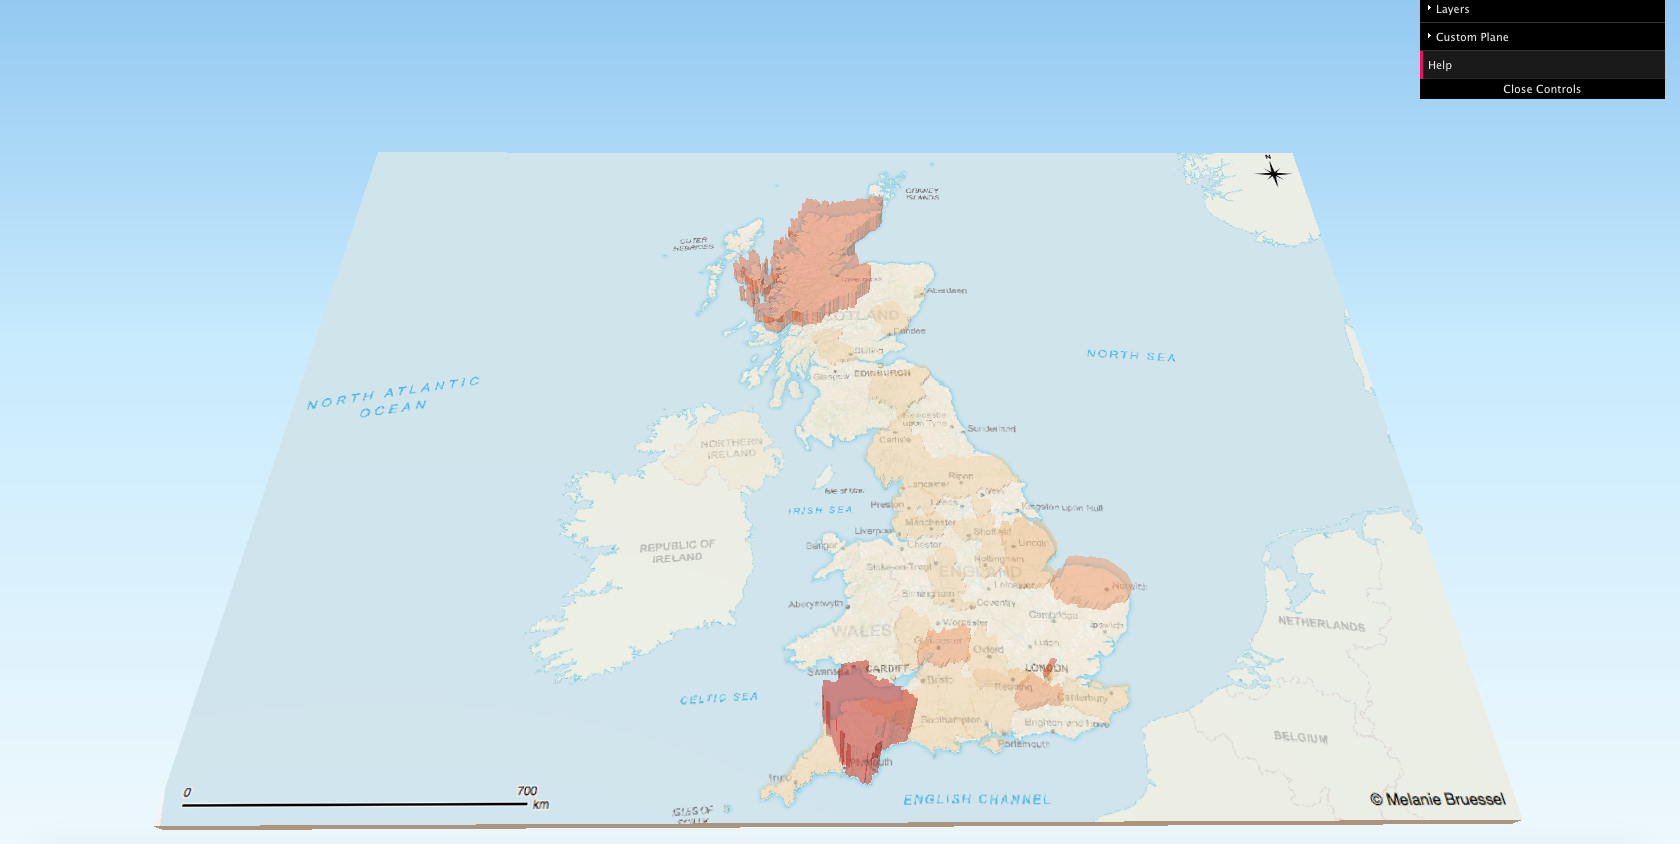 Layers
Custom Plane
Help
Close Controls
N
ORKNEY
ISLANDS
OUTER
HEBRIDES
Aberdeen
SCOTLAND
Dundee
Stirling
NORTH SEA
Glasgow
EDINBURGH
NORTH ATLANTIC
OCEAN
Newcastle
upon Tyne
Sunderland
Carlisle
NORTHERN
IRELAND
Ripon
Lancaster
Isle of Man
York
Preston
Leeds
Kingston upon Hull
IRISH SEA
Manchester
Liverpool
Sheffield
Lincoln
Bangor
Chester
REPUBLIC OF
IRELAND
Nottingham
Stoke-on-Trent
ENGLAND
Leicester
Norwich
Birmingham
Coventry
Aberystwyth
Cambridge
Ipswich
NETHERLANDS
WALES
Worcester
Gloucester
Oxford
Luton
Swansea
CARDIFF
LONDON
Bristol
Reading
Canterbury
CELTIC SEA
Southampton
Brighton and Hove
Portsmouth
BELGIUM
Plymouth
Truro
0
700
km
ENGLISH CHANNEL
© Melanie Bruessel
ISLES OF
SCILLY